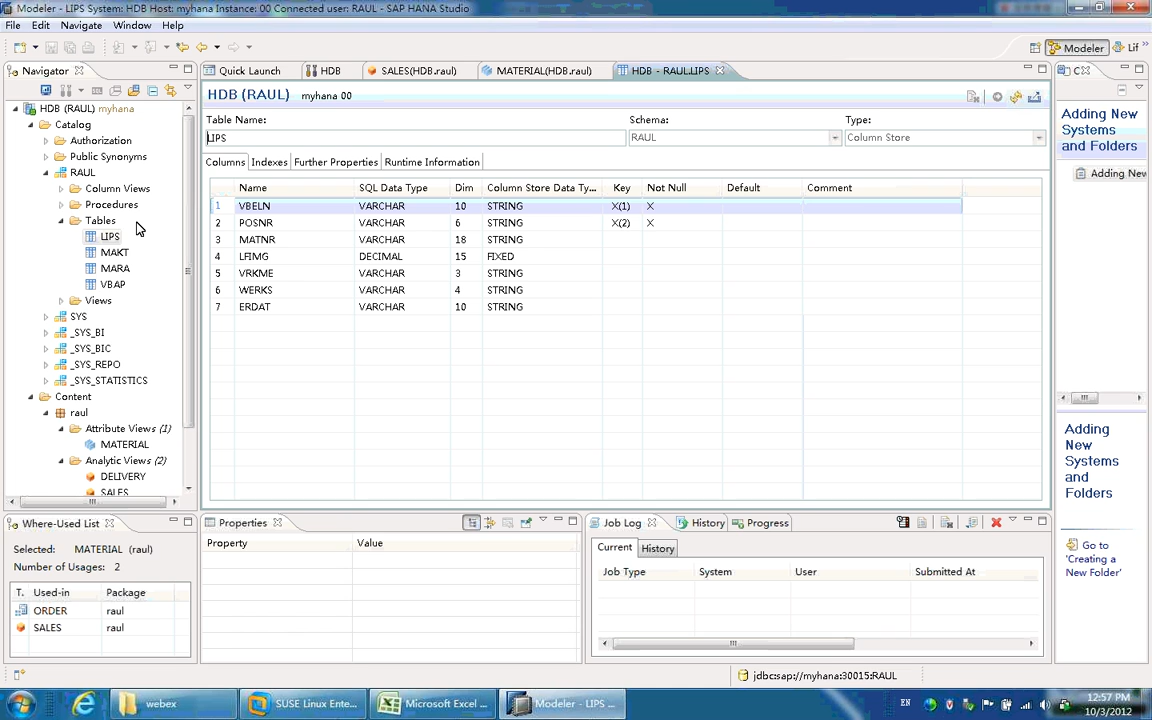 Modeler - LIPS System: HDB Host: myhana Instance: 00 Connected user: RAUL - SAP HANA Studio
File Edit Navigate Window Help
Modeler Lif
Navigator
Quick Launch HDB SALES(HDB.raul) MATERIAL(HDB.raul) HDB - RAUL.LIPS
HDB (RAUL) myhana
Catalog
Authorization
Public Synonyms
RAUL
Column Views
Procedures
Tables
LIPS
MAKT
MARA
VBAP
Views
SYS
_SYS_BI
_SYS_BIC
_SYS_REPO
_SYS_STATISTICS
Content
raul
Attribute Views (1)
MATERIAL
Analytic Views (2)
DELIVERY
SALES
HDB (RAUL) myhana 00
Table Name: Schema: Type:
LIPS RAUL Column Store
Columns Indexes Further Properties Runtime Information
Name SQL Data Type Dim Column Store Data Ty... Key Not Null Default Comment
1 VBELN VARCHAR 10 STRING X(1) X
2 POSNR VARCHAR 6 STRING X(2) X
3 MATNR VARCHAR 18 STRING
4 LFIMG DECIMAL 15 FIXED
5 VRKME VARCHAR 3 STRING
6 WERKS VARCHAR 4 STRING
7 ERDAT VARCHAR 10 STRING
Adding New
Systems
and Folders
Adding New
Adding
New
Systems
and
Folders
Go to
'Creating a
New Folder'
Where-Used List
Selected: MATERIAL (raul)
Number of Usages: 2
T. Used-in Package
ORDER raul
SALES raul
Properties
Property Value
Job Log History Progress
Current History
Job Type System User Submitted At
jdbc:sap://myhana:30015:RAUL
webex SUSE Linux Ente... Microsoft Excel ... Modeler - LIPS ...
EN
12:57 PM
10/3/2012